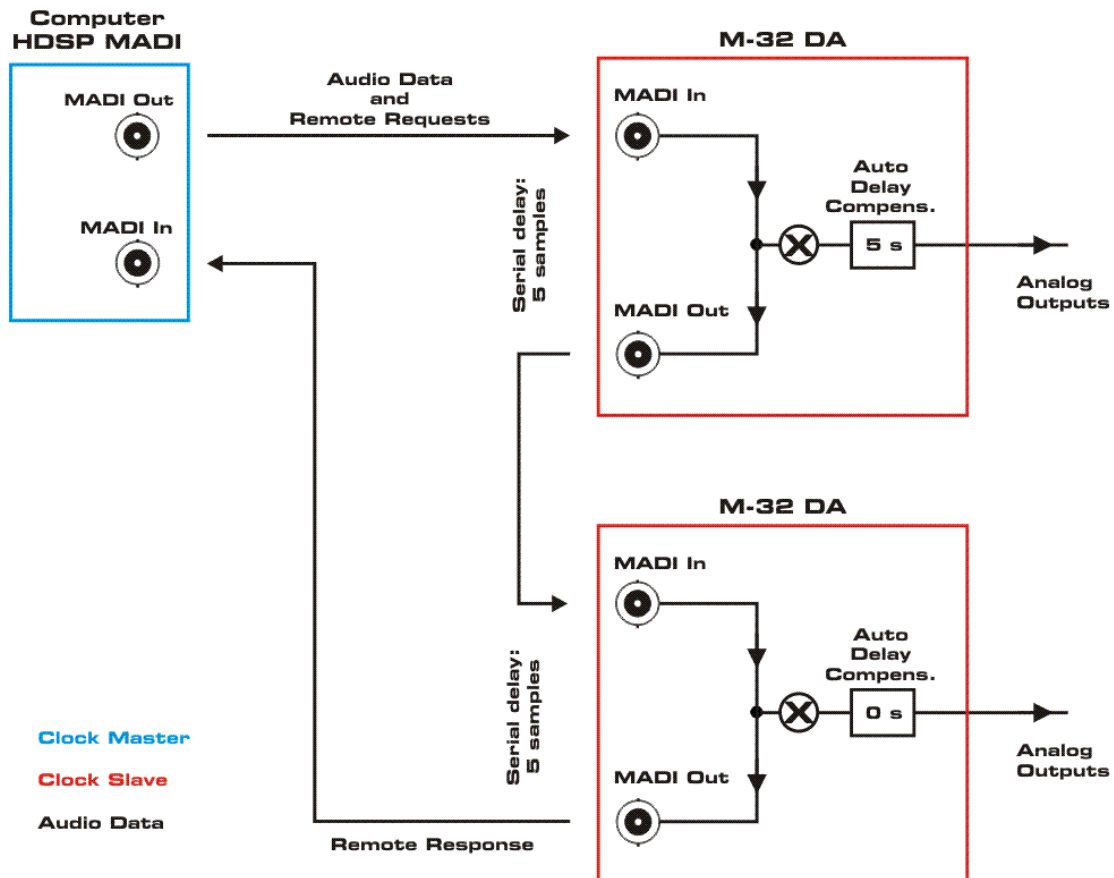 Computer
HDSP MADI
MADI Out
MADI In
Audio Data
and
Remote Requests
M-32 DA
MADI In
Serial delay:
5 samples
Auto
Delay
Compens.
5 s
Analog
Outputs
MADI Out
M-32 DA
MADI In
Serial delay:
5 samples
Auto
Delay
Compens.
0 s
Analog
Outputs
MADI Out
Clock Master
Clock Slave
Audio Data
Remote Response